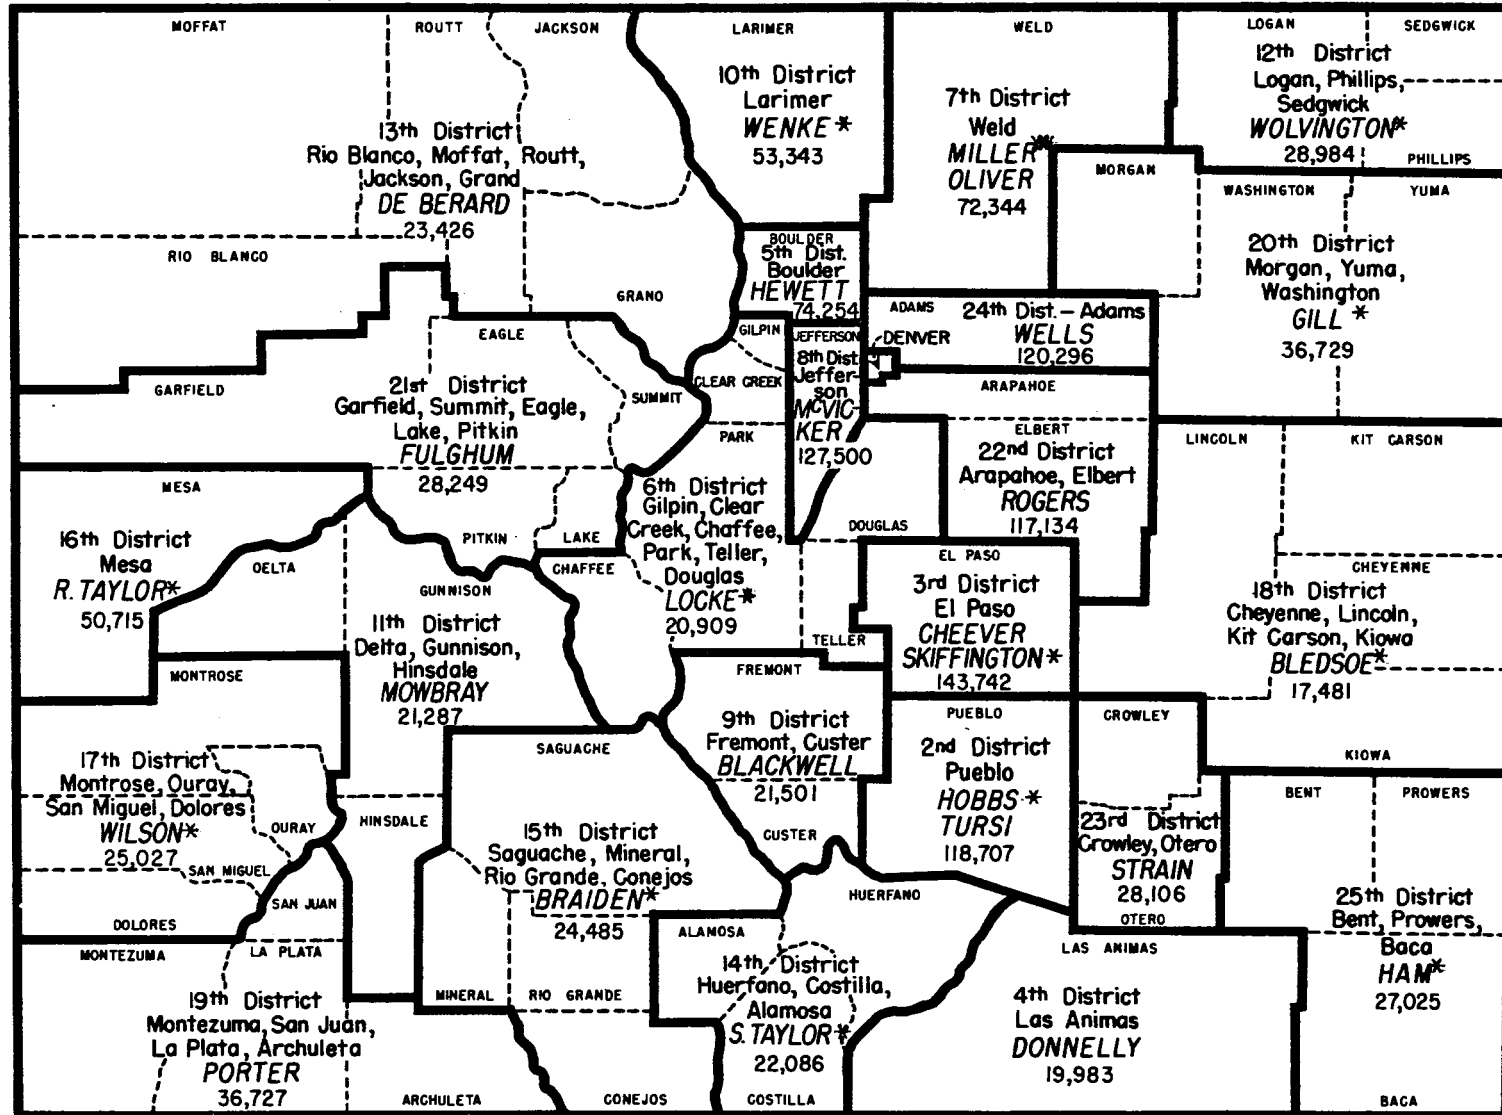 MOFFAT
ROUTT
JACKSON
LARIMER
WELD
LOGAN
SEDGWICK
10th District
Larimer
WENKE *
53,343
7th District
Weld
MILLER**
OLIVER
72,344
12th District
Logan, Phillips,
Sedgwick
WOLVINGTON*
28,984
PHILLIPS
13th District
Rio Blanco, Moffat, Routt,
Jackson, Grand
DE BERARD
23,426
MORGAN
WASHINGTON
YUMA
RIO BLANCO
BOULDER
5th Dist.
Boulder
HEWETT
74,254
20th District
Morgan, Yuma,
Washington
GILL *
36,729
GRANO
EAGLE
GILPIN
JEFFERSON
ADAMS
24th Dist. – Adams
WELLS
120,296
DENVER
8th Dist
Jeffer-
son
McVIC-
KER
127,500
GARFIELD
21st District
Garfield, Summit, Eagle,
Lake, Pitkin
FULGHUM
28,249
SUMMIT
CLEAR CREEK
ARAPAHOE
PARK
ELBERT
22nd District
Arapahoe, Elbert
ROGERS
117,134
LINCOLN
KIT CARSON
MESA
6th District
Gilpin, Clear
Creek, Chaffee,
Park, Teller,
Douglas
LOCKE*
20,909
16th District
Mesa
R. TAYLOR*
50,715
OELTA
PITKIN
LAKE
CHAFFEE
DOUGLAS
EL PASO
3rd District
El Paso
CHEEVER
SKIFFINGTON*
143,742
CHEYENNE
18th District
Cheyenne, Lincoln,
Kit Carson, Kiowa
BLEDSOE*
17,481
GUNNISON
11th District
Delta, Gunnison,
Hinsdale
MOWBRAY
21,287
TELLER
MONTROSE
FREMONT
9th District
Fremont, Custer
BLACKWELL
21,501
PUEBLO
2nd District
Pueblo
HOBBS *
TURSI
118,707
CROWLEY
SAGUACHE
KIOWA
17th District
Montrose, Ouray,
San Miguel, Dolores
WILSON*
25,027
OURAY
HINSDALE
15th District
Saguache, Mineral,
Rio Grande, Conejos
BRAIDEN*
24,485
CUSTER
23rd District
Crowley, Otero
STRAIN
28,106
OTERO
BENT
PROWERS
SAN MIGUEL
SAN JUAN
HUERFANO
25th District
Bent, Prowers,
Baca
HAM*
27,025
DOLORES
MONTEZUMA
LA PLATA
ALAMOSA
LAS ANIMAS
14th District
Huerfano, Costilla,
Alamosa
S. TAYLOR*
22,086
4th District
Las Animas
DONNELLY
19,983
19th District
Montezuma, San Juan,
La Plata, Archuleta
PORTER
36,727
MINERAL
RIO GRANDE
ARCHULETA
CONEJOS
COSTILLA
BACA